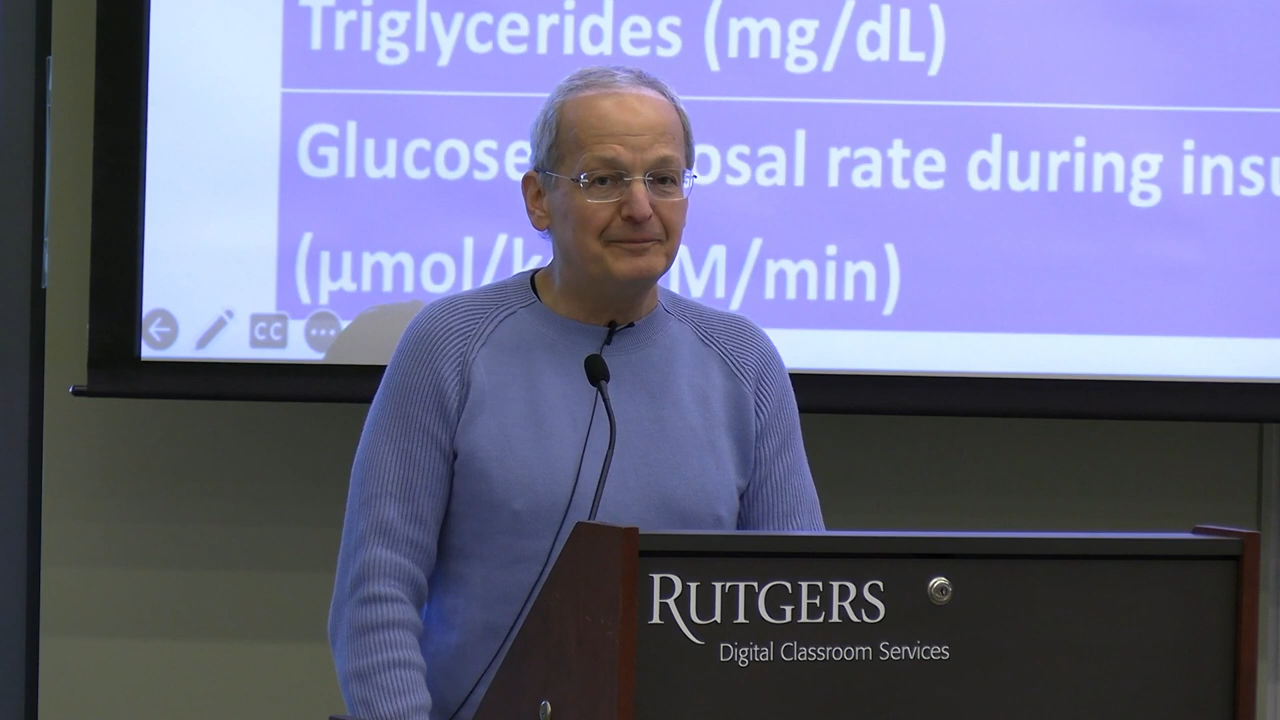 Triglycerides (mg/dL)
Glucose osal rate during insu
(µmol/k M/min)
CC
RUTGERS
Digital Classroom Services